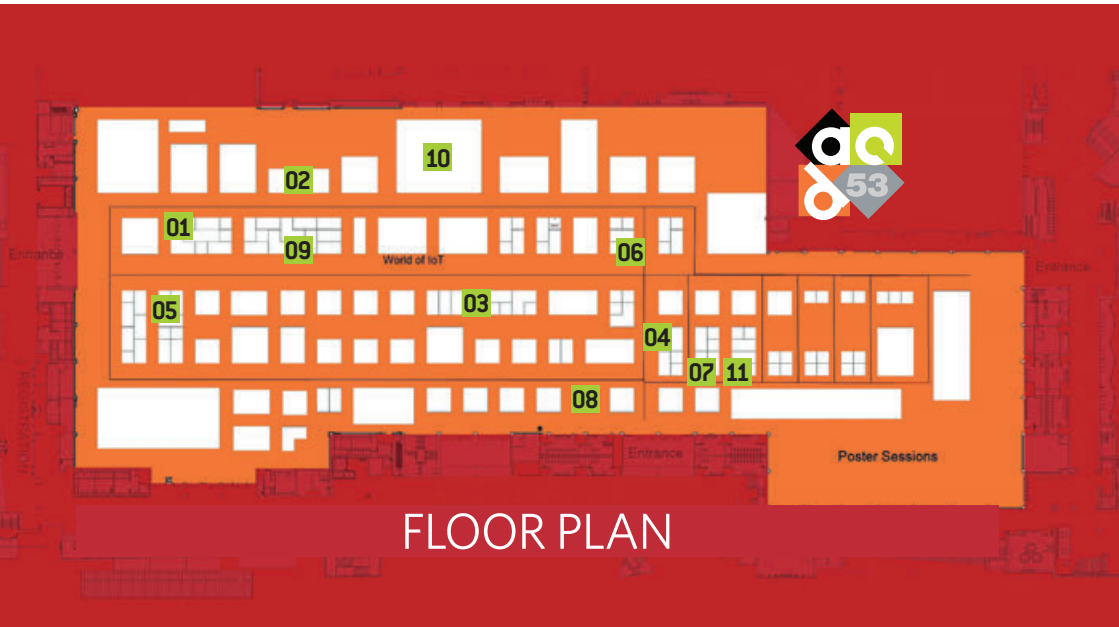 53
10
02
01
09
06
World of IoT
Entrance
Entrance
05
03
04
07
11
08
Entrance
Poster Sessions
REGISTRATION
FLOOR PLAN